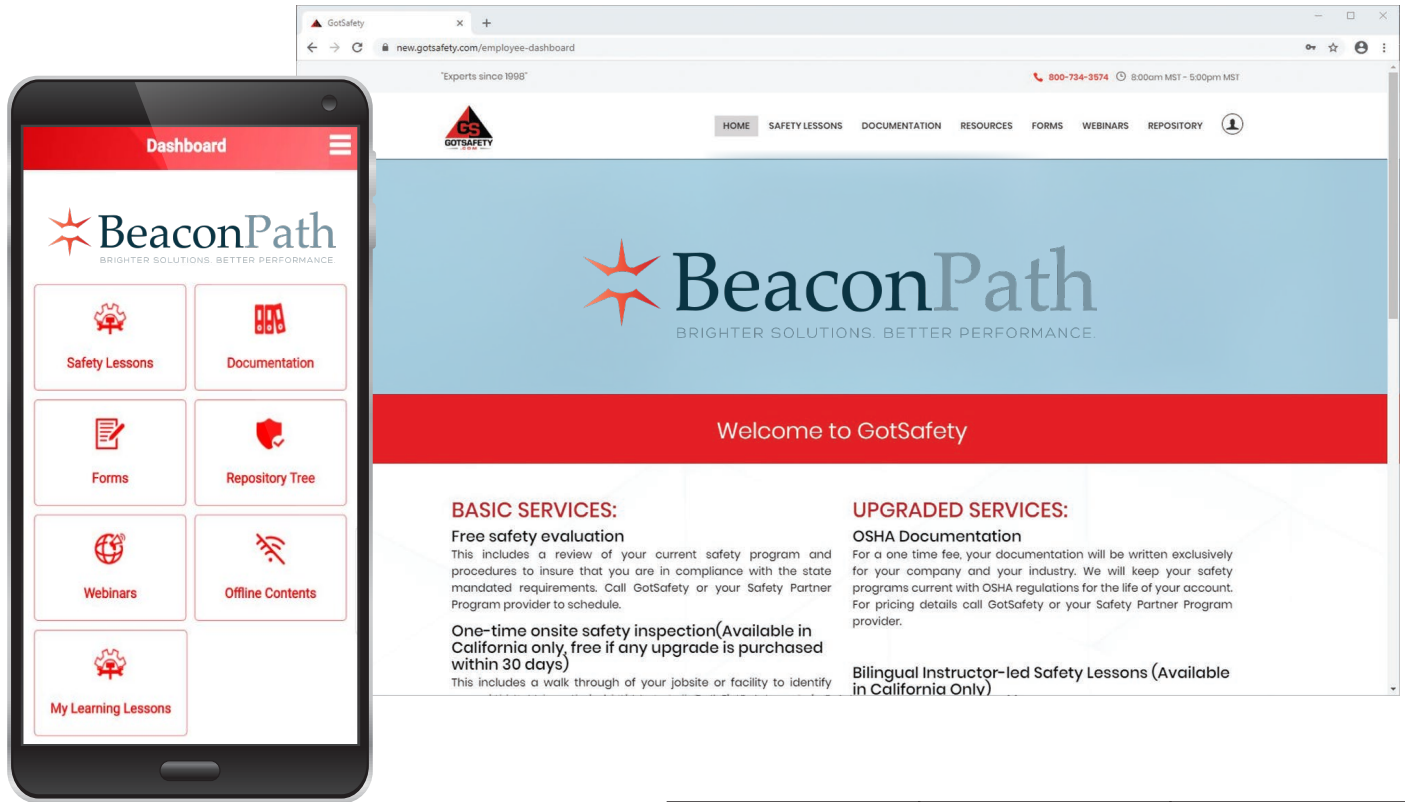 GotSafety
new.gotsafety.com/employee-dashboard
"Experts since 1998"
800-734-3574 8:00am MST - 5:00pm MST
GS
GOTSAFETY
.COM
HOME SAFETY LESSONS DOCUMENTATION RESOURCES FORMS WEBINARS REPOSITORY
BeaconPath
BRIGHTER SOLUTIONS. BETTER PERFORMANCE.
Welcome to GotSafety
BASIC SERVICES:
Free safety evaluation
This includes a review of your current safety program and
procedures to insure that you are in compliance with the state
mandated requirements. Call GotSafety or your Safety Partner
Program provider to schedule.
One-time onsite safety inspection(Available in
California only, free if any upgrade is purchased
within 30 days)
This includes a walk through of your jobsite or facility to identify
UPGRADED SERVICES:
OSHA Documentation
For a one time fee, your documentation will be written exclusively
for your company and your industry. We will keep your safety
programs current with OSHA regulations for the life of your account.
For pricing details call GotSafety or your Safety Partner Program
provider.
Bilingual Instructor-led Safety Lessons (Available
in California Only)
Dashboard
BeaconPath
BRIGHTER SOLUTIONS. BETTER PERFORMANCE.
Safety Lessons
Documentation
Forms
Repository Tree
Webinars
Offline Contents
My Learning Lessons